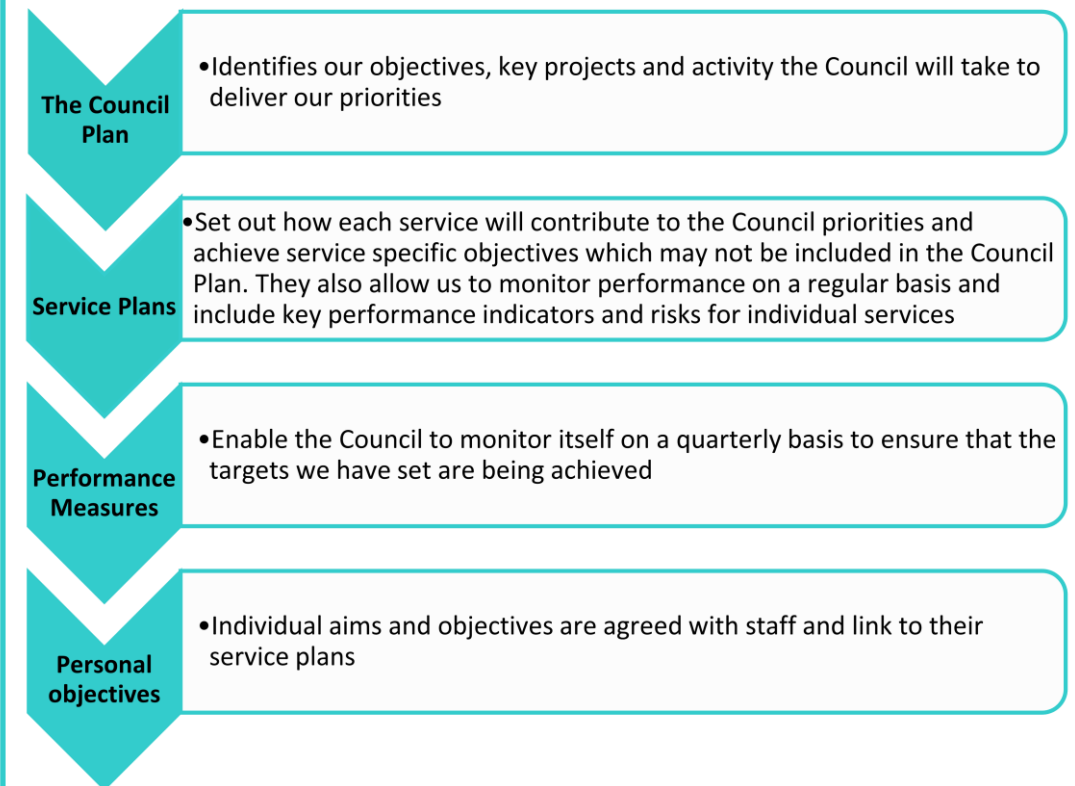 The Council
Plan
•Identifies our objectives, key projects and activity the Council will take to
deliver our priorities
Service Plans
•Set out how each service will contribute to the Council priorities and
achieve service specific objectives which may not be included in the Council
Plan. They also allow us to monitor performance on a regular basis and
include key performance indicators and risks for individual services
Performance
Measures
•Enable the Council to monitor itself on a quarterly basis to ensure that the
targets we have set are being achieved
Personal
objectives
•Individual aims and objectives are agreed with staff and link to their
service plans